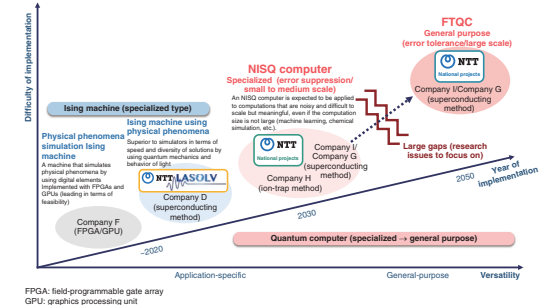 Difficulty of implementation
FTQC
General purpose
(error tolerance/large scale)
NTT
National projects
Company I/Company G
(superconducting
method)
NISQ computer
Specialized (error suppression/
small to medium scale)
An NISQ computer is expected to be applied
to computations that are noisy and difficult to
scale but meaningful, even if the computation
size is not large (machine learning, chemical
simulation, etc.).
NTT
National projects
Company I/
Company G
(superconducting
method)
Company H
(ion-trap method)
Large gaps (research
issues to focus on)
Ising machine (specialized type)
Physical phenomena
simulation Ising
machine
A machine that simulates
physical phenomena by
using digital elements
Implemented with FPGAs and
GPUs (leading in terms of
feasibility)
Company F
(FPGA/GPU)
Ising machine using
physical phenomena
Superior to simulators in terms of
speed and diversity of solutions by
using quantum mechanics and
behavior of light
NTT LASOLV
Company D
(superconducting
method)
~2020
2030
2050
Year of
implementation
Quantum computer (specialized → general purpose)
Application-specific
General-purpose
Versatility
FPGA: field-programmable gate array
GPU: graphics processing unit